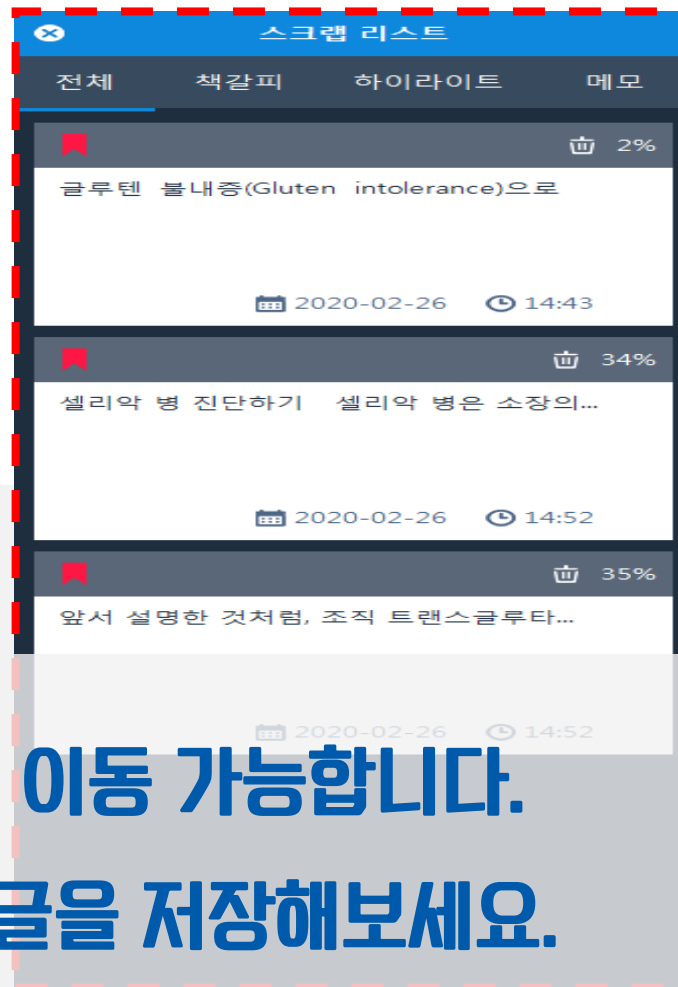 스크랩 리스트
전체 책갈피 하이라이트 메모
2%
글루텐 불내증(Gluten intolerance)으로
2020-02-26 14:43
34%
셀리악 병 진단하기 셀리악 병은 소장의...
2020-02-26 14:52
35%
앞서 설명한 것처럼, 조직 트랜스글루타...
2020-02-26 14:52
이동 가능합니다.
글을 저장해보세요.